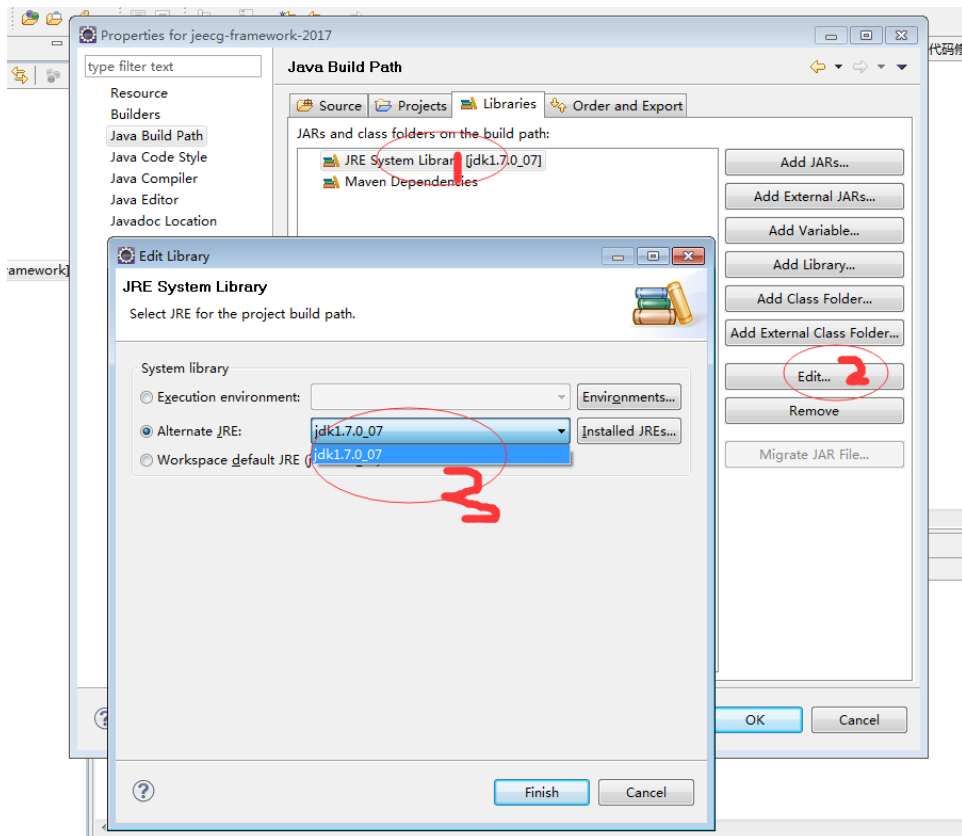 Properties for jeecg-framework-2017
type filter text
Java Build Path
代码
Resource
Builders
Java Build Path
Java Code Style
Java Compiler
Java Editor
Javadoc Location
Source
Projects
Libraries
Order and Export
JARs and class folders on the build path:
JRE System Library [jdk1.7.0_07]
1
Maven Dependencies
Add JARs...
Add External JARs...
Add Variable...
Add Library...
Add Class Folder...
Add External Class Folder...
Edit...
2
Remove
Migrate JAR File...
ramework]
Edit Library
JRE System Library
Select JRE for the project build path.
System library
Execution environment:
Environments...
Alternate JRE:
jdk1.7.0_07
Installed JREs...
jdk1.7.0_07
Workspace default JRE (j
3
OK
Cancel
?
Finish
Cancel